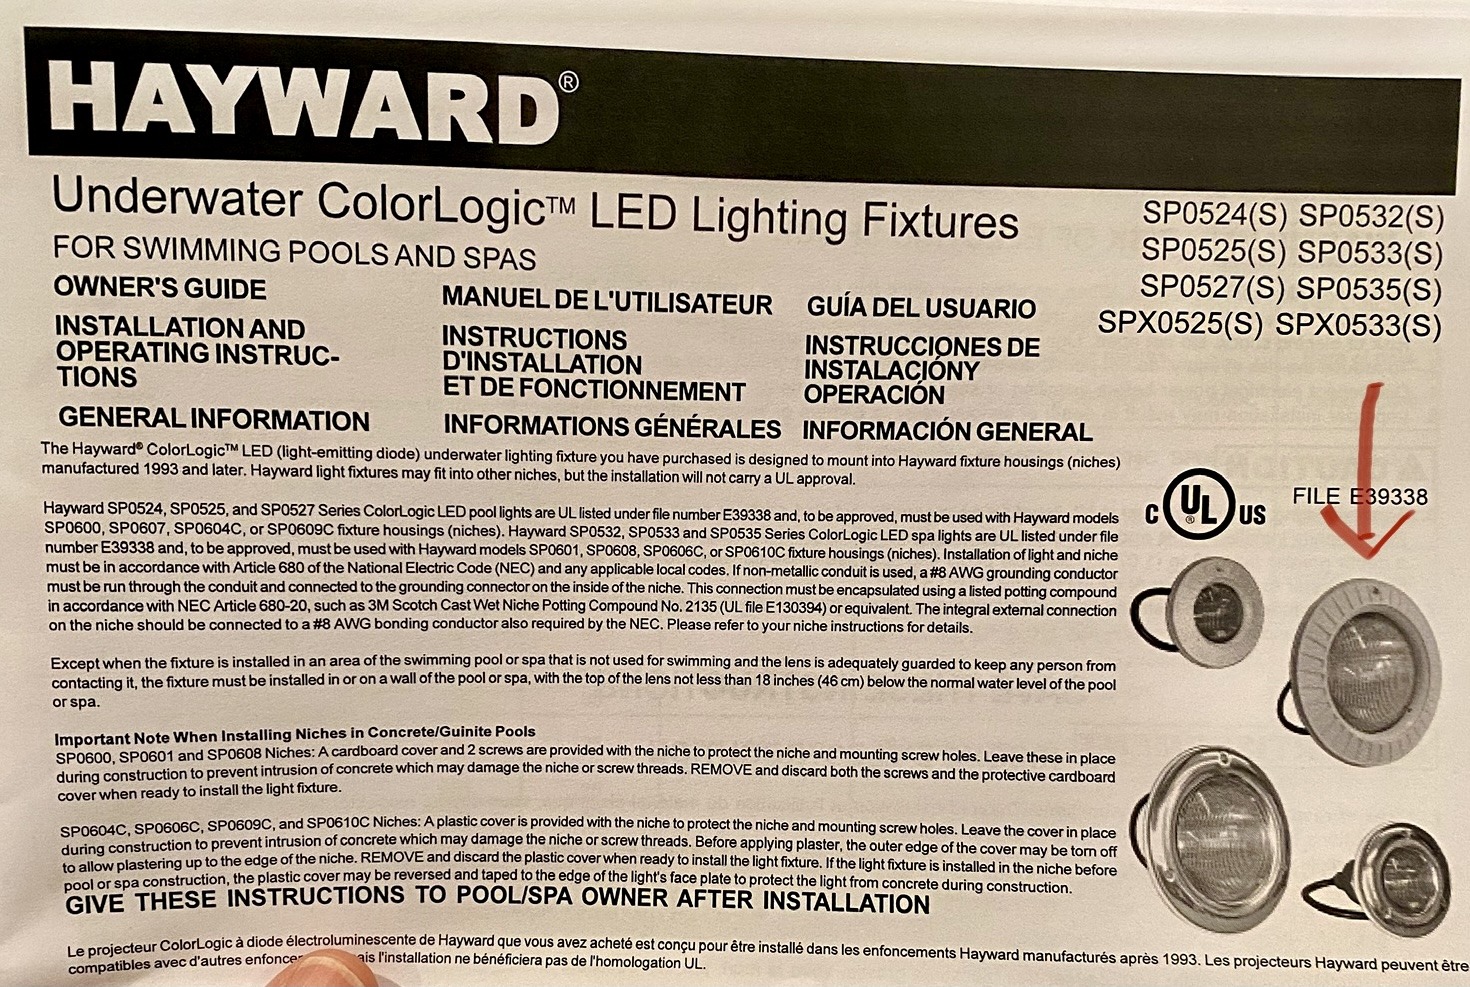 HAYWARD®
Underwater ColorLogic™ LED Lighting Fixtures
FOR SWIMMING POOLS AND SPAS
SP0524(S) SP0532(S)
SP0525(S) SP0533(S)
SP0527(S) SP0535(S)
SPX0525(S) SPX0533(S)
OWNER'S GUIDE
INSTALLATION AND
OPERATING INSTRUC-
TIONS
GENERAL INFORMATION
MANUEL DE L'UTILISATEUR
INSTRUCTIONS
D'INSTALLATION
ET DE FONCTIONNEMENT
INFORMATIONS GÉNÉRALES
GUÍA DEL USUARIO
INSTRUCCIONES DE
INSTALACIÓNY
OPERACIÓN
INFORMACIÓN GENERAL
The Hayward® ColorLogic™ LED (light-emitting diode) underwater lighting fixture you have purchased is designed to mount into Hayward fixture housings (niches)
manufactured 1993 and later. Hayward light fixtures may fit into other niches, but the installation will not carry a UL approval.
C UL® US
FILE E39338
Hayward SP0524, SP0525, and SP0527 Series ColorLogic LED pool lights are UL listed under file number E39338 and, to be approved, must be used with Hayward models
SP0600, SP0607, SP0604C, or SP0609C fixture housings (niches). Hayward SP0532, SP0533 and SP0535 Series ColorLogic LED spa lights are UL listed under file
number E39338 and, to be approved, must be used with Hayward models SP0601, SP0608, SP0606C, or SP0610C fixture housings (niches). Installation of light and niche
must be in accordance with Article 680 of the National Electric Code (NEC) and any applicable local codes. If non-metallic conduit is used, a #8 AWG grounding conductor
must be run through the conduit and connected to the grounding connector on the inside of the niche. This connection must be encapsulated using a listed potting compound
in accordance with NEC Article 680-20, such as 3M Scotch Cast Wet Niche Potting Compound No. 2135 (UL file E130394) or equivalent. The integral external connection
on the niche should be connected to a #8 AWG bonding conductor also required by the NEC. Please refer to your niche instructions for details.
Except when the fixture is installed in an area of the swimming pool or spa that is not used for swimming and the lens is adequately guarded to keep any person from
contacting it, the fixture must be installed in or on a wall of the pool or spa, with the top of the lens not less than 18 inches (46 cm) below the normal water level of the pool
or spa.
Important Note When Installing Niches in Concrete/Guinite Pools
SP0600, SP0601 and SP0608 Niches: A cardboard cover and 2 screws are provided with the niche to protect the niche and mounting screw holes. Leave these in place
during construction to prevent intrusion of concrete which may damage the niche or screw threads. REMOVE and discard both the screws and the protective cardboard
cover when ready to install the light fixture.
SP0604C, SP0606C, SP0609C, and SP0610C Niches: A plastic cover is provided with the niche to protect the niche and mounting screw holes. Leave the cover in place
during construction to prevent intrusion of concrete which may damage the niche or screw threads. Before applying plaster, the outer edge of the cover may be torn off
to allow plastering up to the edge of the niche. REMOVE and discard the plastic cover when ready to install the light fixture. If the light fixture is installed in the niche before
pool or spa construction, the plastic cover may be reversed and taped to the edge of the light's face plate to protect the light from concrete during construction.
GIVE THESE INSTRUCTIONS TO POOL/SPA OWNER AFTER INSTALLATION
Le projecteur ColorLogic à diode électroluminescente de Hayward que vous avez acheté est conçu pour être installé dans les enfoncements Hayward manufacturés après 1993. Les projecteurs Hayward peuvent être
compatibles avec d'autres l'installation ne bénéficiera pas de l'homologation UL.